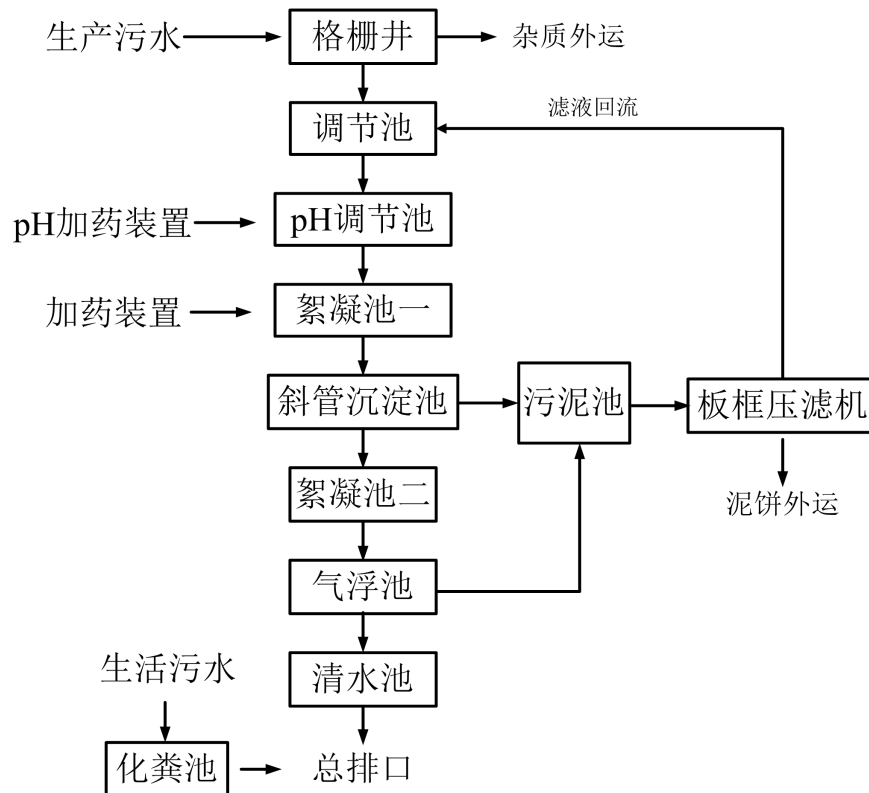 生产污水
格栅井
杂质外运
调节池
滤液回流
pH加药装置
pH调节池
加药装置
絮凝池一
斜管沉淀池
污泥池
板框压滤机
絮凝池二
泥饼外运
气浮池
生活污水
清水池
化粪池
总排口